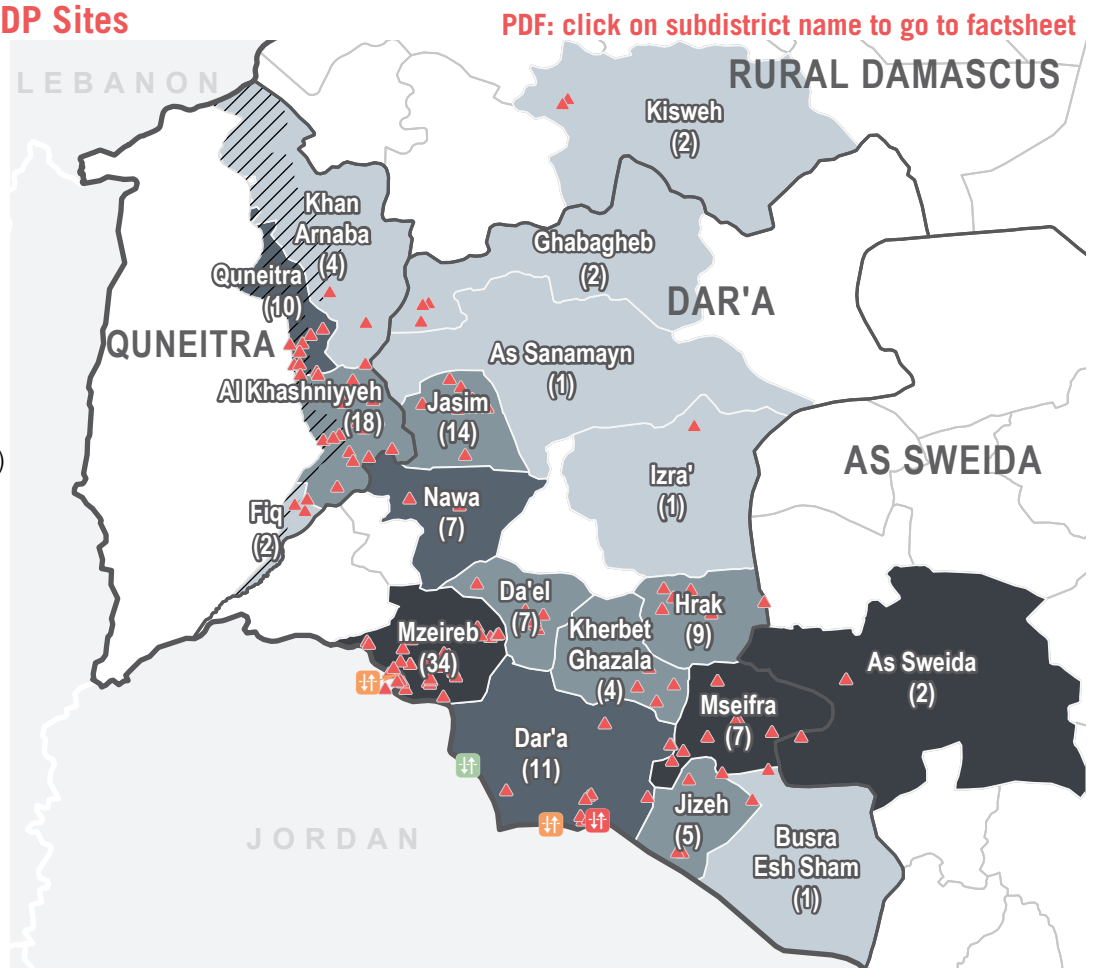 DP Sites
PDF: click on subdistrict name to go to factsheet
LEBANON
RURAL DAMASCUS
Kisweh
(2)
Khan
Arnaba
(4)
Ghabagheb
(2)
Quneitra
(10)
DAR'A
QUNEITRA
As Sanamayn
(1)
Al Khashniyyeh
(18)
Jasim
(14)
AS SWEIDA
)
Izra'
(1)
Nawa
(7)
Fiq
(2)
Da'el
(7)
Hrak
(9)
Kherbet
Ghazala
(4)
Mzeireb
(34)
As Sweida
(2)
Mseifra
(7)
Dar'a
(11)
Jizeh
(5)
JORDAN
Busra
Esh Sham
(1)